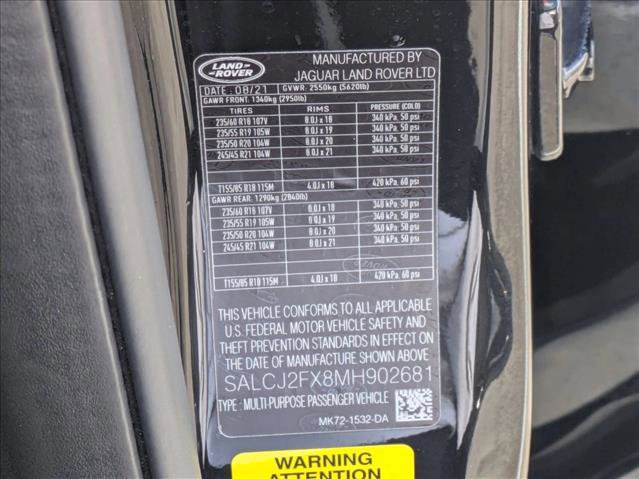 LAND-
-ROVER
MANUFACTURED BY
JAGUAR LAND ROVER LTD
DATE: 08/21 GVWR: 2550kg (5620lb)
GAWR FRONT: 1340kg (2950lb)
TIRES RIMS PRESSURE (COLD)
235/60 R18 107V 8.0J x 18 340 kPa, 50 psi
235/55 R19 105W 8.0J x 19 340 kPa, 50 psi
235/50 R20 104W 8.0J x 20 340 kPa, 50 psi
245/45 R21 104W 8.0J x 21 340 kPa, 50 psi
T155/85 R18 115M 4.0J x 18 420 kPa, 60 psi
GAWR REAR: 1290kg (2840lb)
235/60 R18 107V 8.0J x 18 340 kPa, 50 psi
235/55 R19 105W 8.0J x 19 340 kPa, 50 psi
235/50 R20 104W 8.0J x 20 340 kPa, 50 psi
245/45 R21 104W 8.0J x 21 340 kPa, 50 psi
T155/85 R18 115M 4.0J x 18 420 kPa, 60 psi
THIS VEHICLE CONFORMS TO ALL APPLICABLE
U.S. FEDERAL MOTOR VEHICLE SAFETY AND
THEFT PREVENTION STANDARDS IN EFFECT ON
THE DATE OF MANUFACTURE SHOWN ABOVE
SALCJ2FX8MH902681
TYPE : MULTI-PURPOSE PASSENGER VEHICLE
MK72-1532-DA
WARNING
ATTENTION